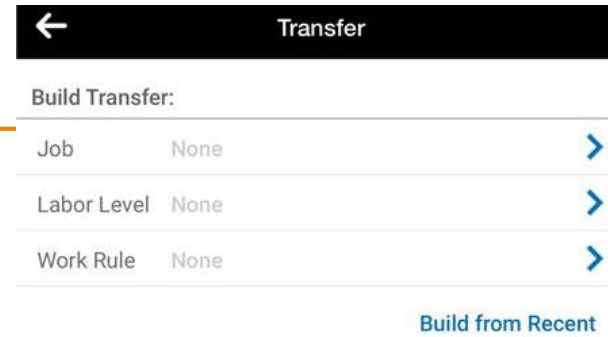 Transfer
Build Transfer:
Job None
Labor Level None
Work Rule None
Build from Recent